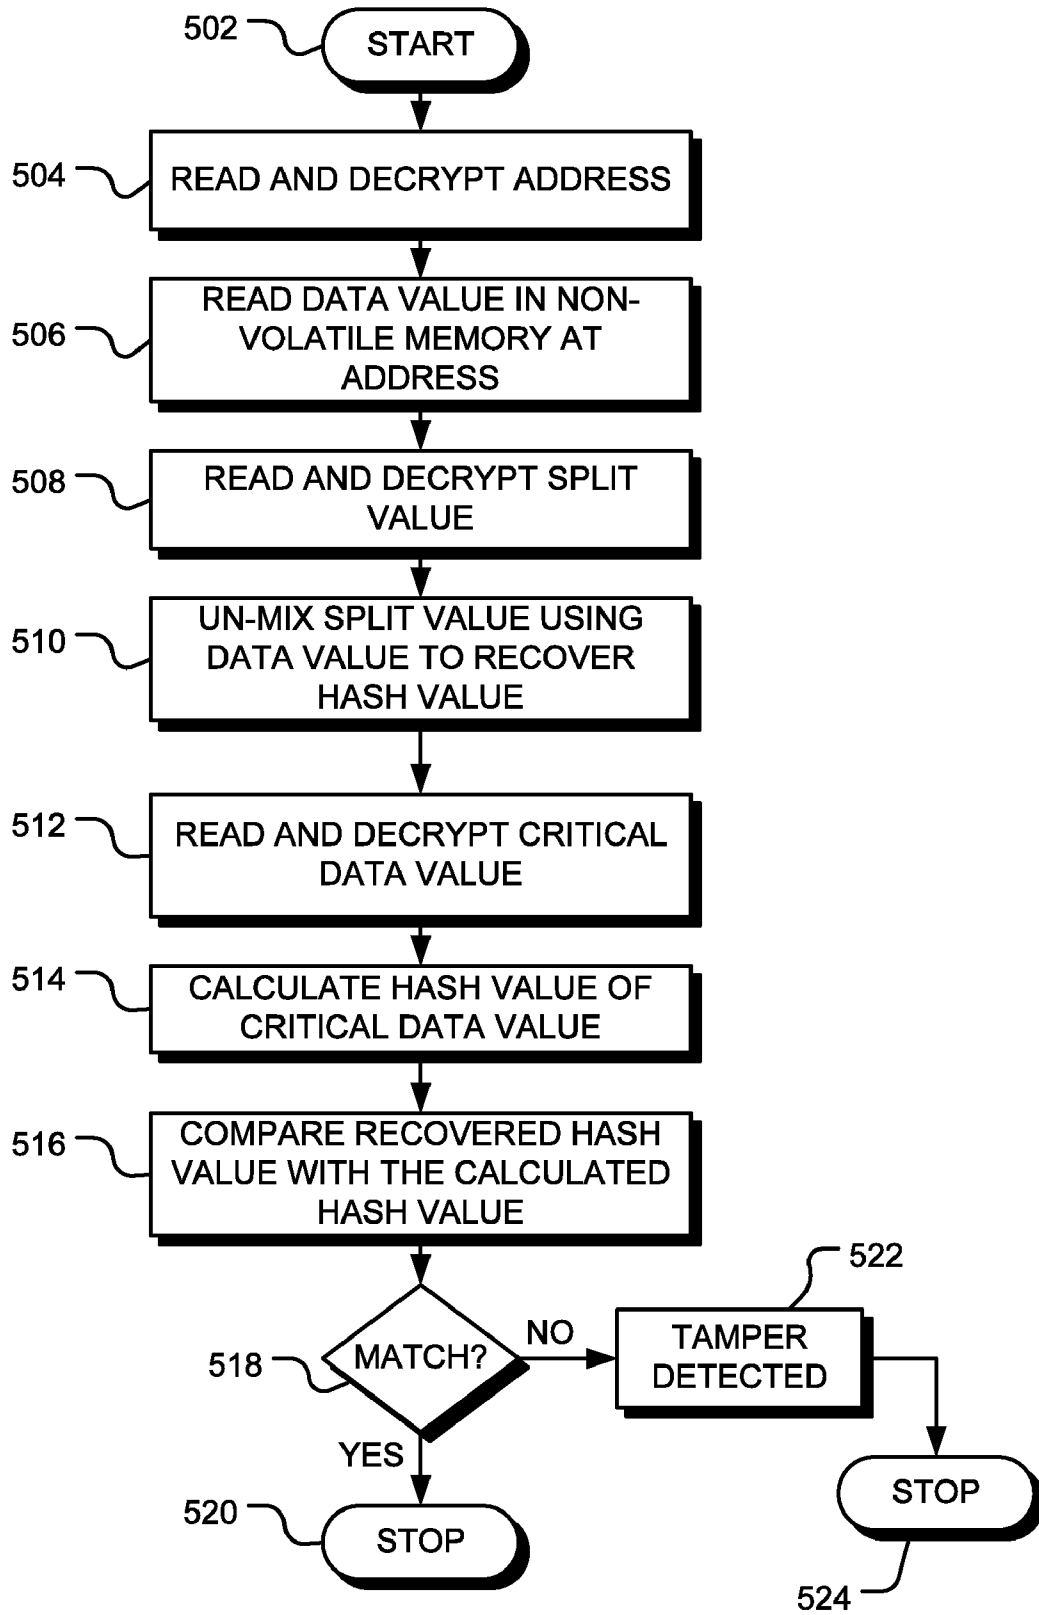 502
START
504
READ AND DECRYPT ADDRESS
506
READ DATA VALUE IN NON-
VOLATILE MEMORY AT
ADDRESS
508
READ AND DECRYPT SPLIT
VALUE
510
UN-MIX SPLIT VALUE USING
DATA VALUE TO RECOVER
HASH VALUE
512
READ AND DECRYPT CRITICAL
DATA VALUE
514
CALCULATE HASH VALUE OF
CRITICAL DATA VALUE
516
COMPARE RECOVERED HASH
VALUE WITH THE CALCULATED
HASH VALUE
518
MATCH?
NO
522
TAMPER
DETECTED
YES
520
STOP
STOP
524